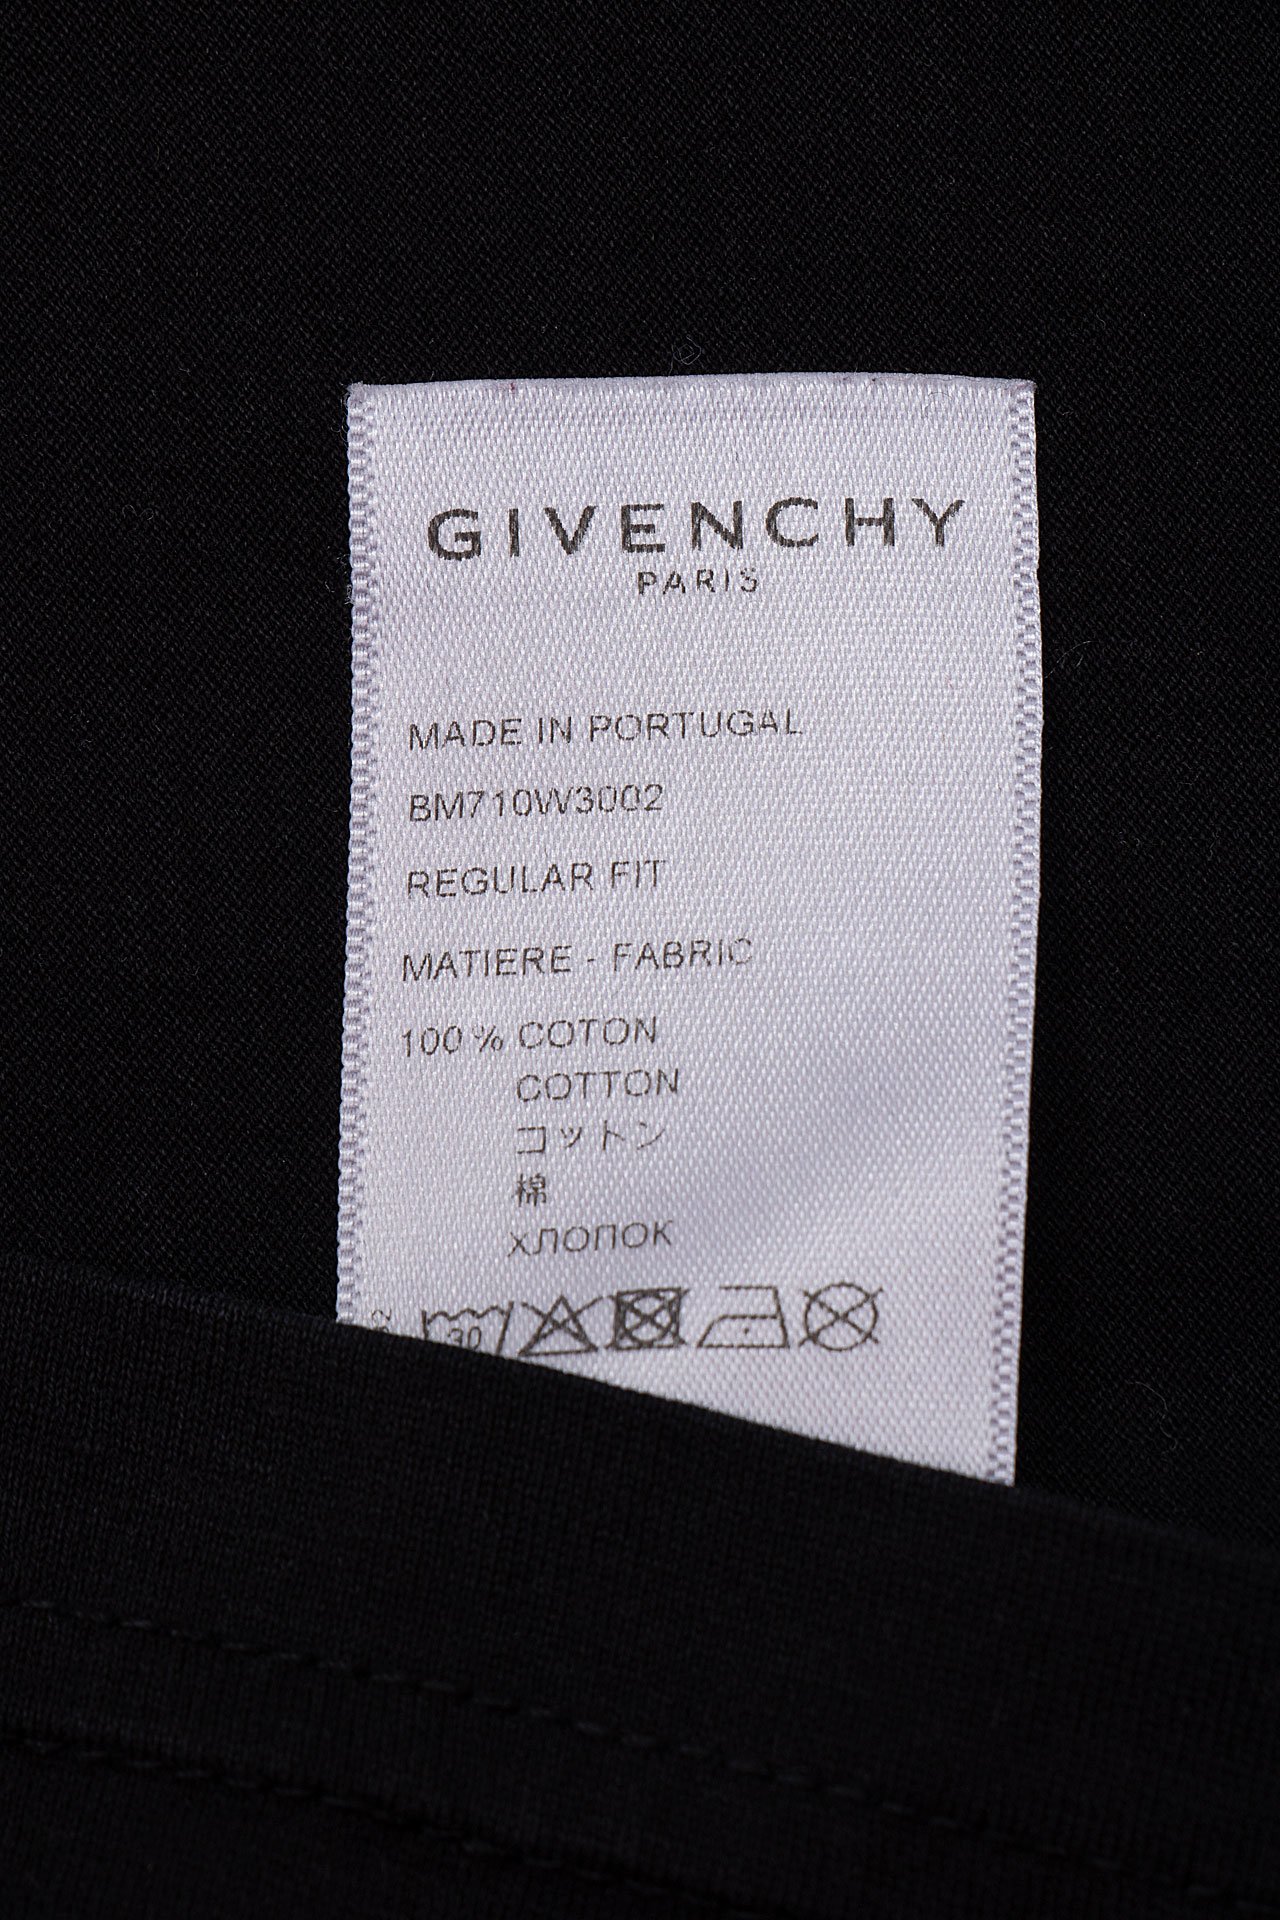 GIVENCHY
PARIS
MADE IN PORTUGAL
BM710W3002
REGULAR FIT
MATIERE - FABRIC
100 % COTON
COTTON
コットン
棉
ХЛОПОК
30